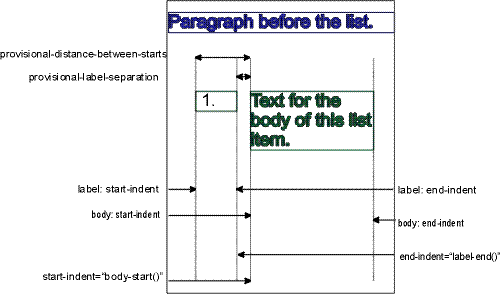 Paragraph before the list.
provisional-distance-between-starts
provisional-label-separation
1.
Text for the
body of this list
item.
label: start-indent
label: end-indent
body: start-indent
body: end-indent
end-indent="label-end()"
start-indent="body-start()"